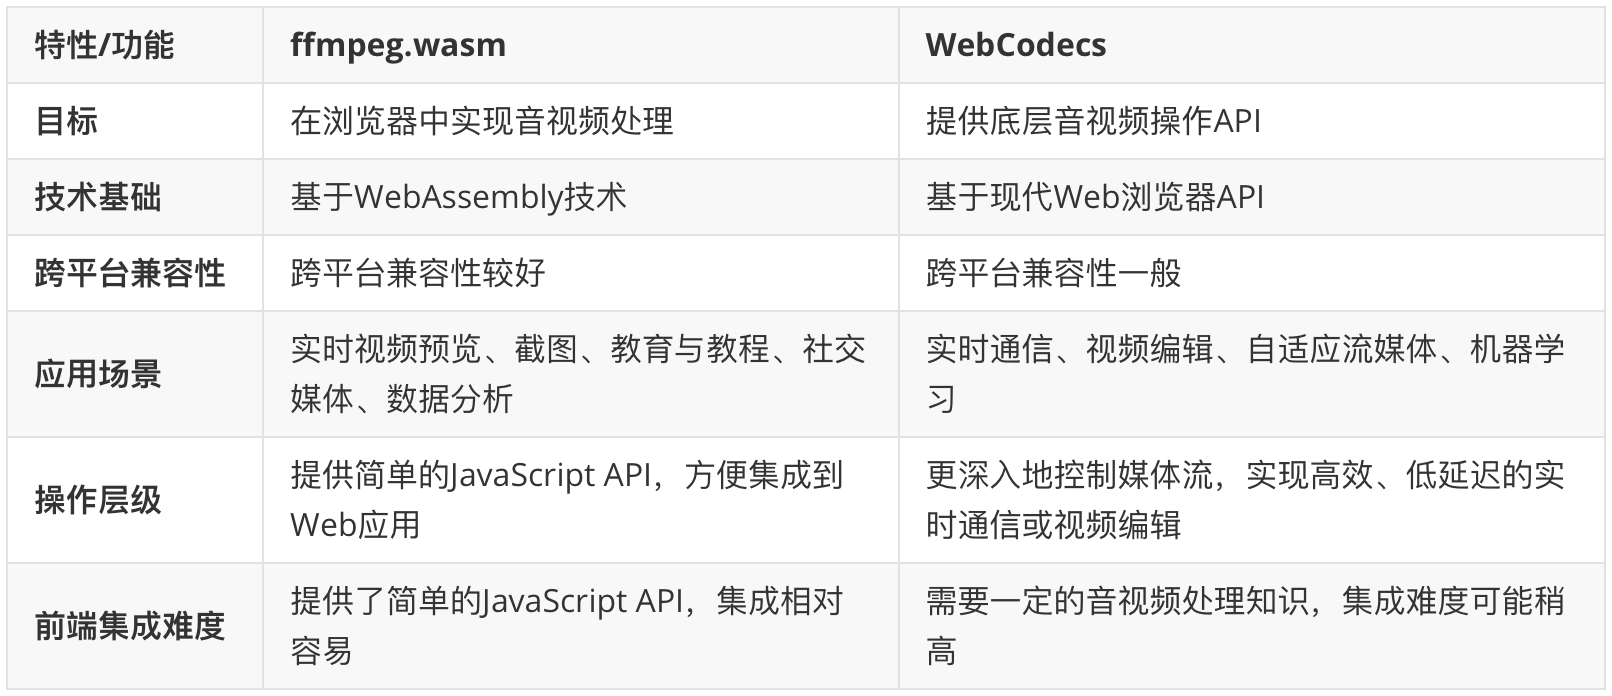 特性/功能 ffmpeg.wasm WebCodecs
目标 在浏览器中实现音视频处理 提供底层音视频操作API
技术基础 基于WebAssembly技术 基于现代Web浏览器API
跨平台兼容性 跨平台兼容性较好 跨平台兼容性一般
应用场景
实时视频预览、截图、教育与教程、社交
媒体、数据分析
实时通信、视频编辑、自适应流媒体、机器学
习
操作层级
提供简单的JavaScript API，方便集成到
Web应用
更深入地控制媒体流，实现高效、低延迟的实
时通信或视频编辑
前端集成难度
提供了简单的JavaScript API，集成相对
容易
需要一定的音视频处理知识，集成难度可能稍
高